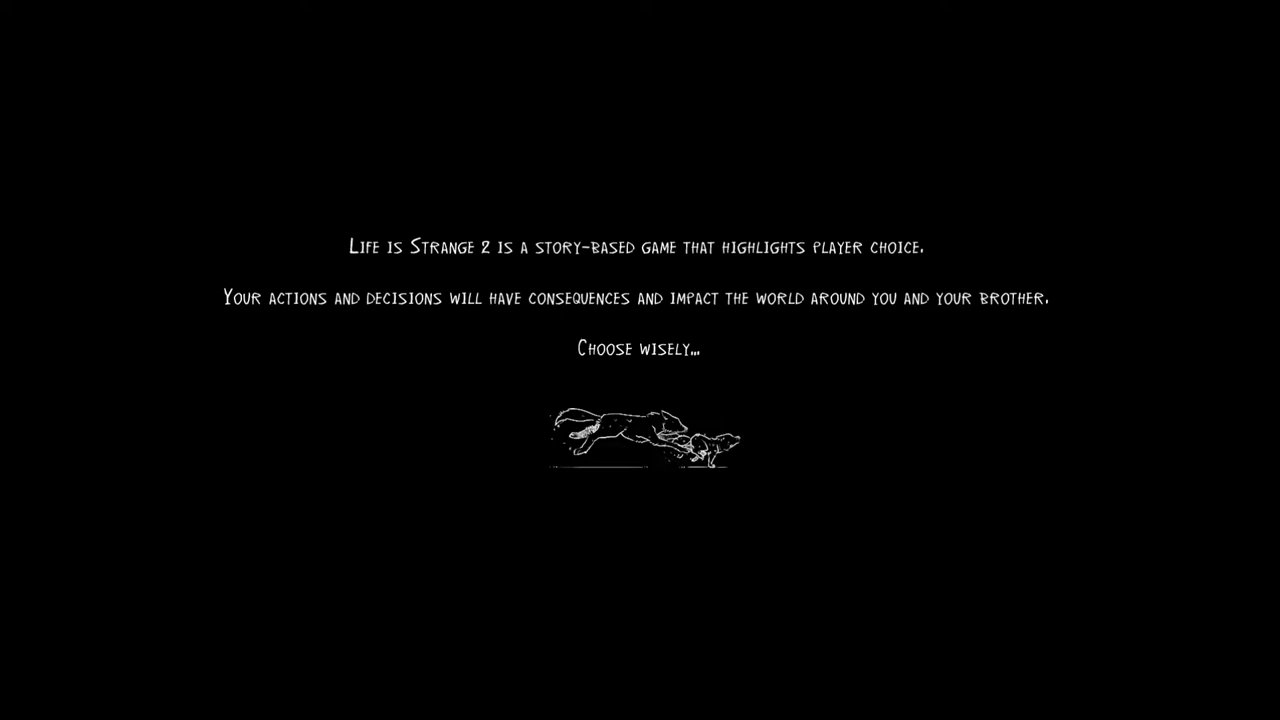 Life is Strange 2 is a story-based game that highlights player choice.
Your actions and decisions will have consequences and impact the world around you and your brother.
Choose wisely...